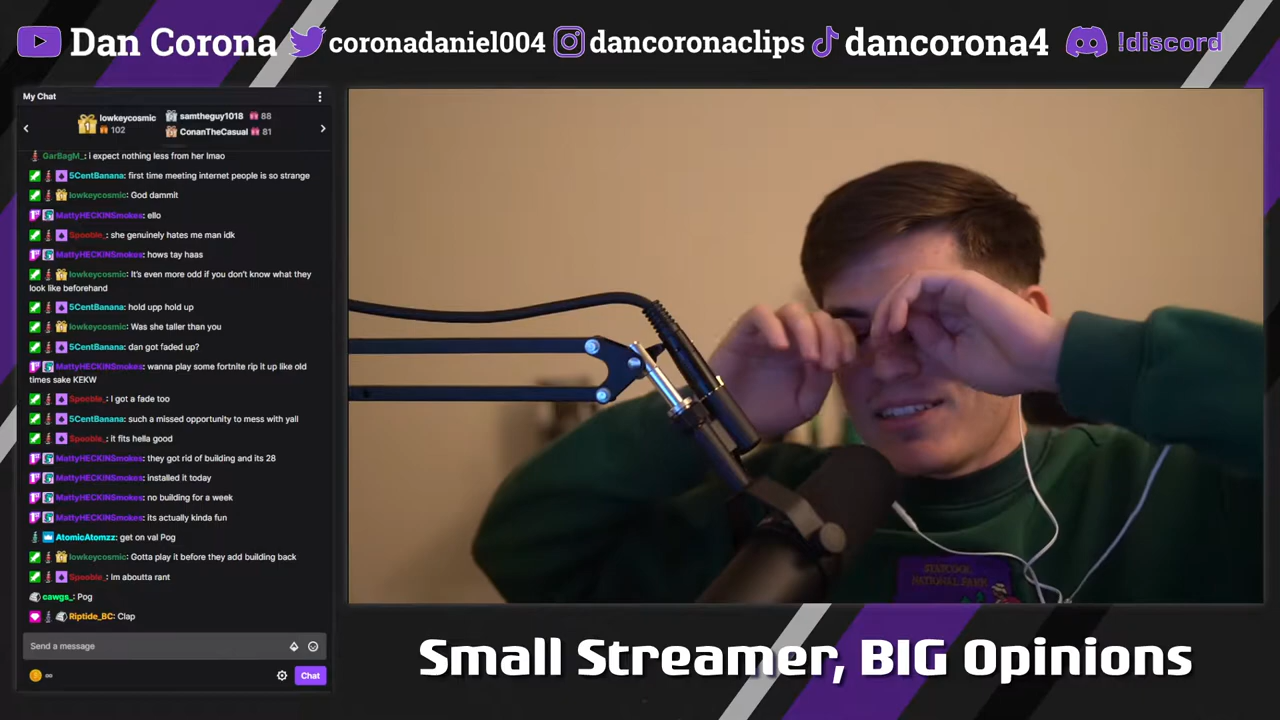 Dan Corona coronadaniel004 dancoronaclips dancorona4 !discord
My Chat
lowkeycosmic
102
samtheguy1018 88
ConanTheCasual 81
GarBagM_: i expect nothing less from her lmao
5CentBanana: first time meeting internet people is so strange
lowkeycosmic: God dammit
MattyHECKINSmokes: ello
Spooble_: she genuinely hates me man idk
MattyHECKINSmokes: hows tay haas
lowkeycosmic: It's even more odd if you don't know what they
look like beforehand
5CentBanana: hold upp hold up
lowkeycosmic: Was she taller than you
5CentBanana: dan got faded up?
MattyHECKINSmokes: wanna play some fortnite rip it up like old
times sake KEKW
Spooble_: I got a fade too
5CentBanana: such a missed opportunity to mess with yall
Spooble_: it fits hella good
MattyHECKINSmokes: they got rid of building and its 28
MattyHECKINSmokes: installed it today
MattyHECKINSmokes: no building for a week
MattyHECKINSmokes: its actually kinda fun
AtomicAtomzz: get on val Pog
lowkeycosmic: Gotta play it before they add building back
Spooble_: Im aboutta rant
cawgs_: Pog
Riptide_BC: Clap
Send a message
∞
Chat
NATIONAL PARK
Small Streamer, BIG Opinions